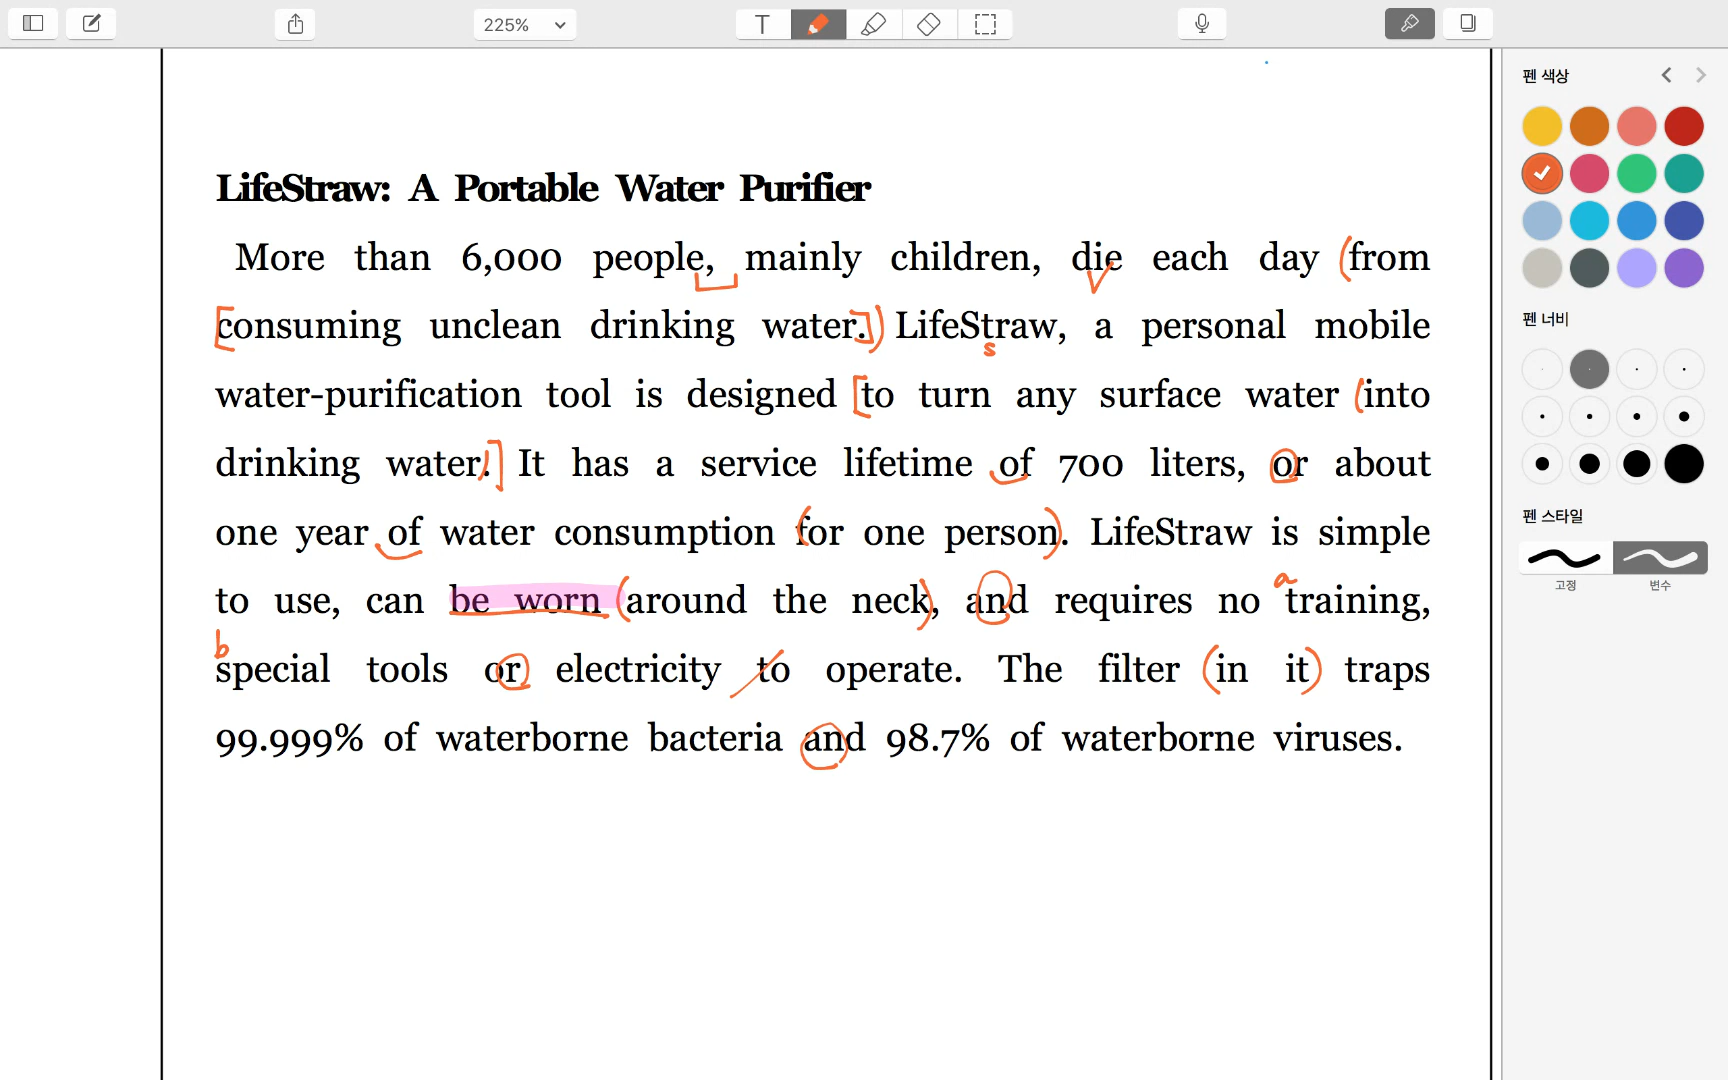 225%
T
펜 색상
LifeStraw: A Portable Water Purifier
More than 6,000 people, mainly children, die each day (from
[consuming unclean drinking water.]) LifeStraw, a personal mobile
s
water-purification tool is designed [to turn any surface water (into
drinking water.)] It has a service lifetime of 700 liters, or about
one year of water consumption (for one person). LifeStraw is simple
a
to use, can be worn (around the neck), and requires no training,
b
special tools or electricity / to operate. The filter (in it) traps
99.999% of waterborne bacteria and 98.7% of waterborne viruses.
펜 너비
펜 스타일
고정 변수